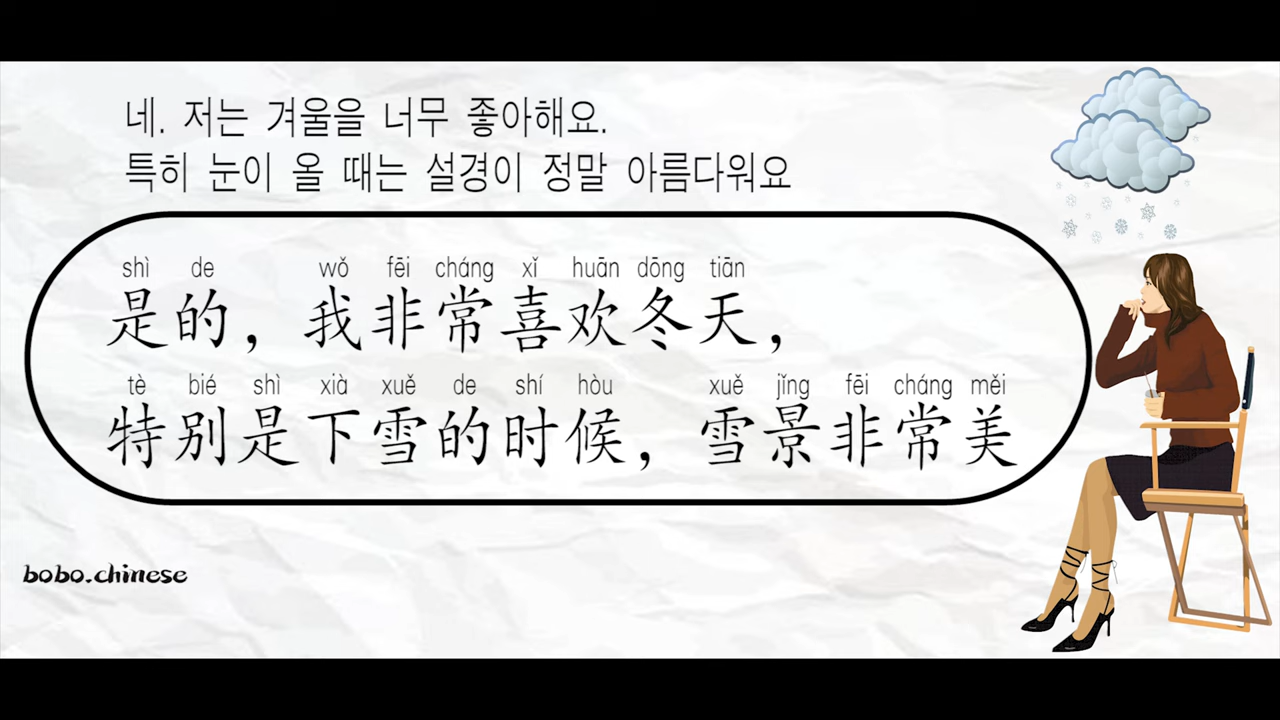 네. 저는 겨울을 너무 좋아해요.
특히 눈이 올 때는 설경이 정말 아름다워요
shì de wǒ fēi cháng xǐ huān dōng tiān
是的，我非常喜欢冬天，
tè bié shì xià xuě de shí hòu xuě jǐng fēi cháng měi
特别是下雪的时候，雪景非常美
bobo.chinese